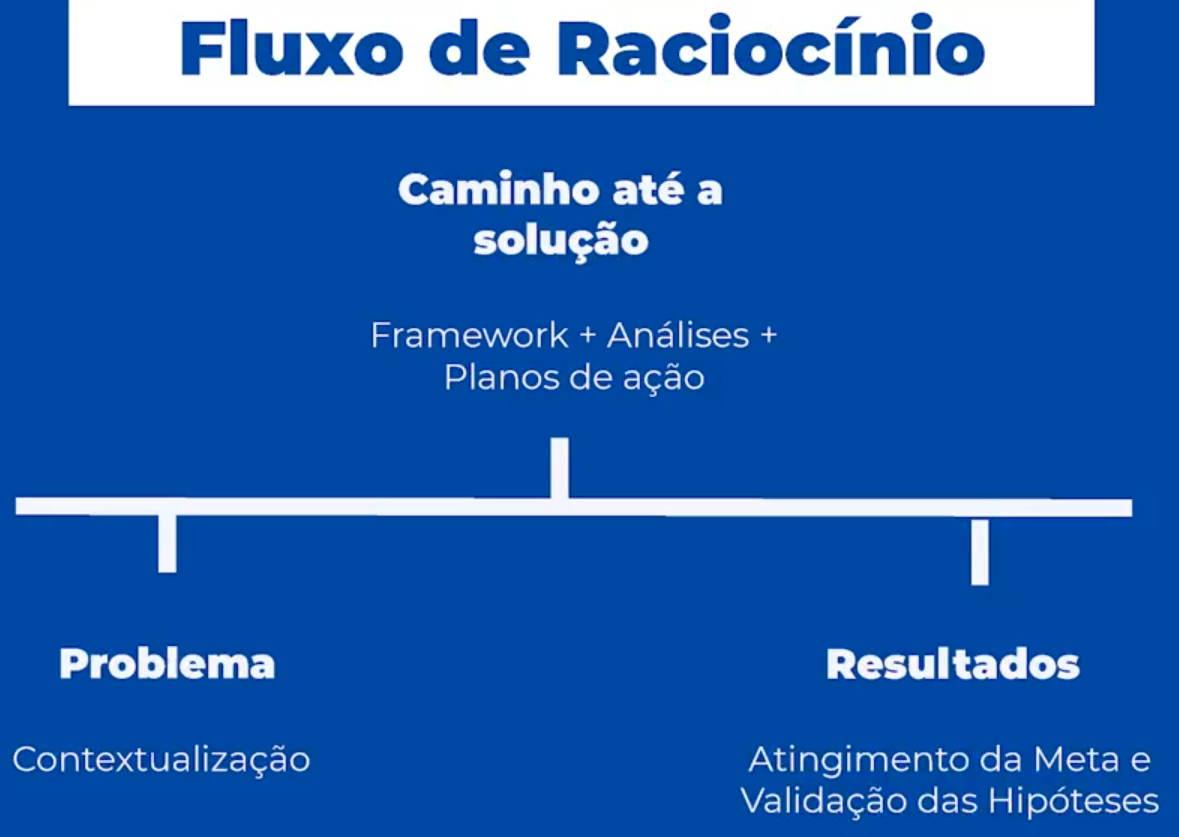 Fluxo de Raciocínio
Caminho até a
solução
Framework + Análises +
Planos de ação
Problema
Contextualização
Resultados
Atingimento da Meta e
Validação das Hipóteses